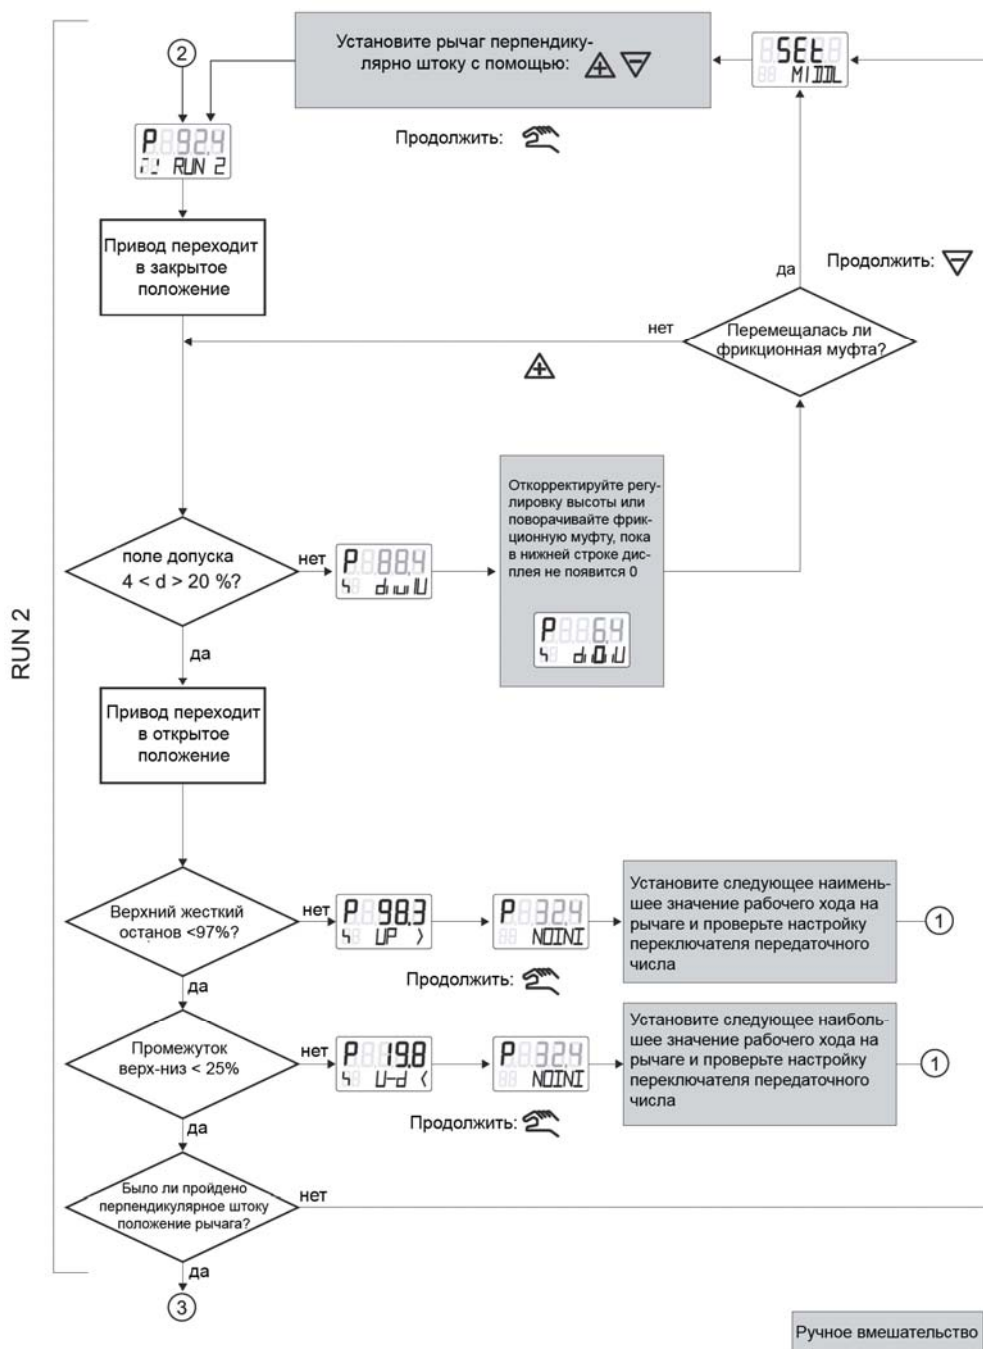 2
Установите рычаг перпендику-
лярно штоку с помощью:
SEt
MIDDL
P 92.4
RUN 2
Продолжить:
Привод переходит
в закрытое
положение
Продолжить:
да
нет
Перемещалась ли
фрикционная муфта?
Откорректируйте регу-
лировку высоты или
поворачивайте фрик-
ционную муфту, пока
в нижней строке дис-
плея не появится 0
поле допуска
4 < d > 20 %?
нет
P 88.4
P 6.4
RUN 2
да
Привод переходит
в открытое
положение
Верхний жесткий
останов <97%?
нет
P 98.3
UP >
P 32.4
NOINI
Установите следующее наимень-
шее значение рабочего хода на
рычаге и проверьте настройку
переключателя передаточного
числа
1
Продолжить:
да
Промежуток
верх-низ < 25%
нет
P 19.8
U-d <
P 32.4
NOINI
Установите следующее наиболь-
шее значение рабочего хода на
рычаге и проверьте настройку
переключателя передаточного
числа
1
Продолжить:
да
Было ли пройдено
перпендикулярное штоку
положение рычага?
нет
да
3
Ручное вмешательство